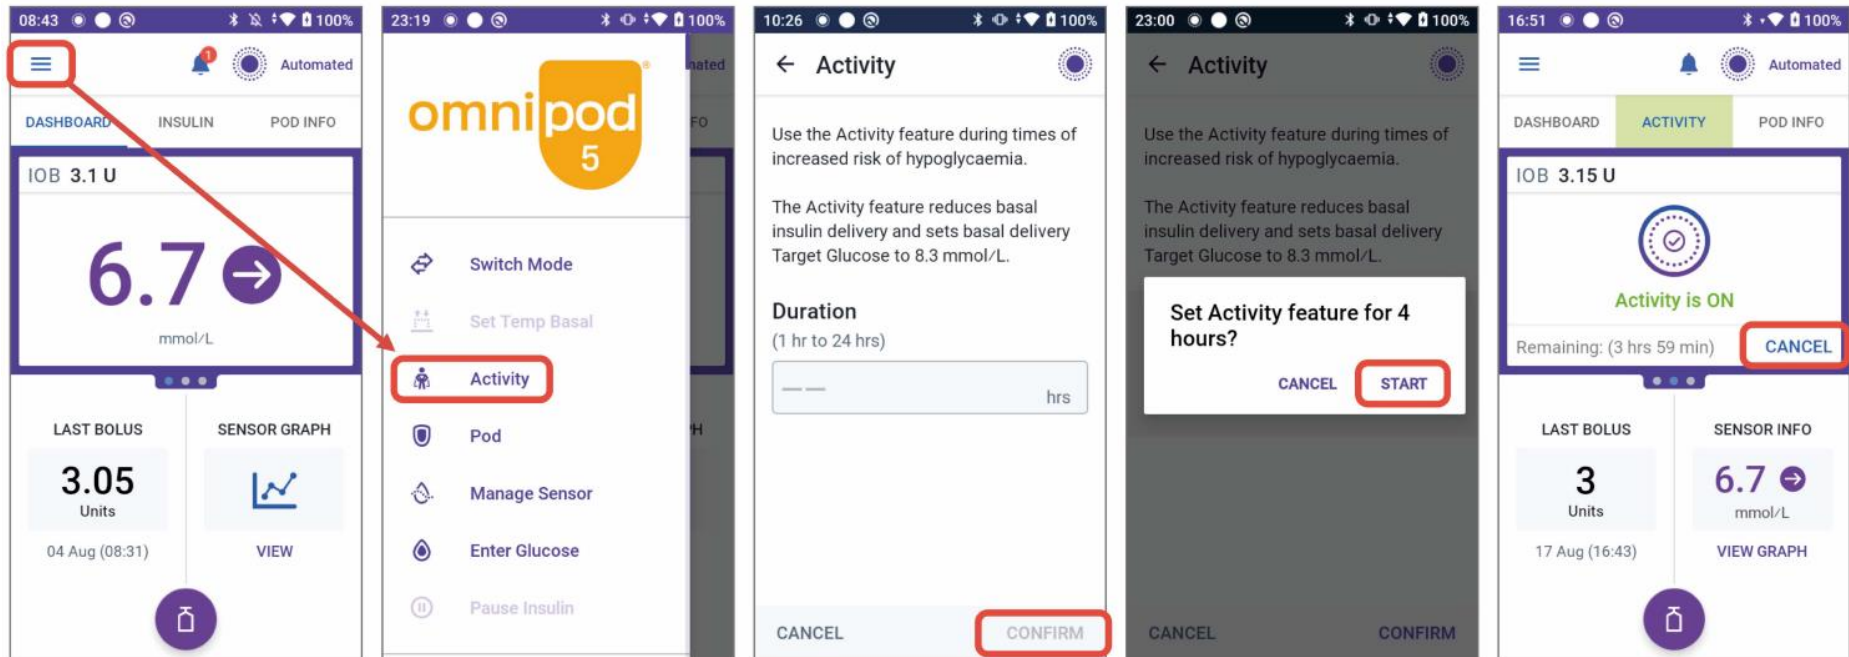 08:43 100%
Automated
1
DASHBOARD INSULIN POD INFO
IOB 3.1 U
6.7
mmol/L
LAST BOLUS SENSOR GRAPH
3.05
Units
04 Aug (08:31) VIEW
23:19 100%
nated
FO
omnipod®
5
Switch Mode
Set Temp Basal
Activity
Pod
PH
Manage Sensor
Enter Glucose
Pause Insulin
10:26 100%
Activity
Use the Activity feature during times of
increased risk of hypoglycaemia.
The Activity feature reduces basal
insulin delivery and sets basal delivery
Target Glucose to 8.3 mmol/L.
Duration
(1 hr to 24 hrs)
hrs
CANCEL CONFIRM
23:00 100%
Activity
Use the Activity feature during times of
increased risk of hypoglycaemia.
The Activity feature reduces basal
insulin delivery and sets basal delivery
Target Glucose to 8.3 mmol/L.
Set Activity feature for 4
hours?
CANCEL START
CANCEL CONFIRM
16:51 100%
Automated
DASHBOARD ACTIVITY POD INFO
IOB 3.15 U
Activity is ON
Remaining: (3 hrs 59 min) CANCEL
LAST BOLUS SENSOR INFO
3 6.7
Units mmol/L
17 Aug (16:43) VIEW GRAPH